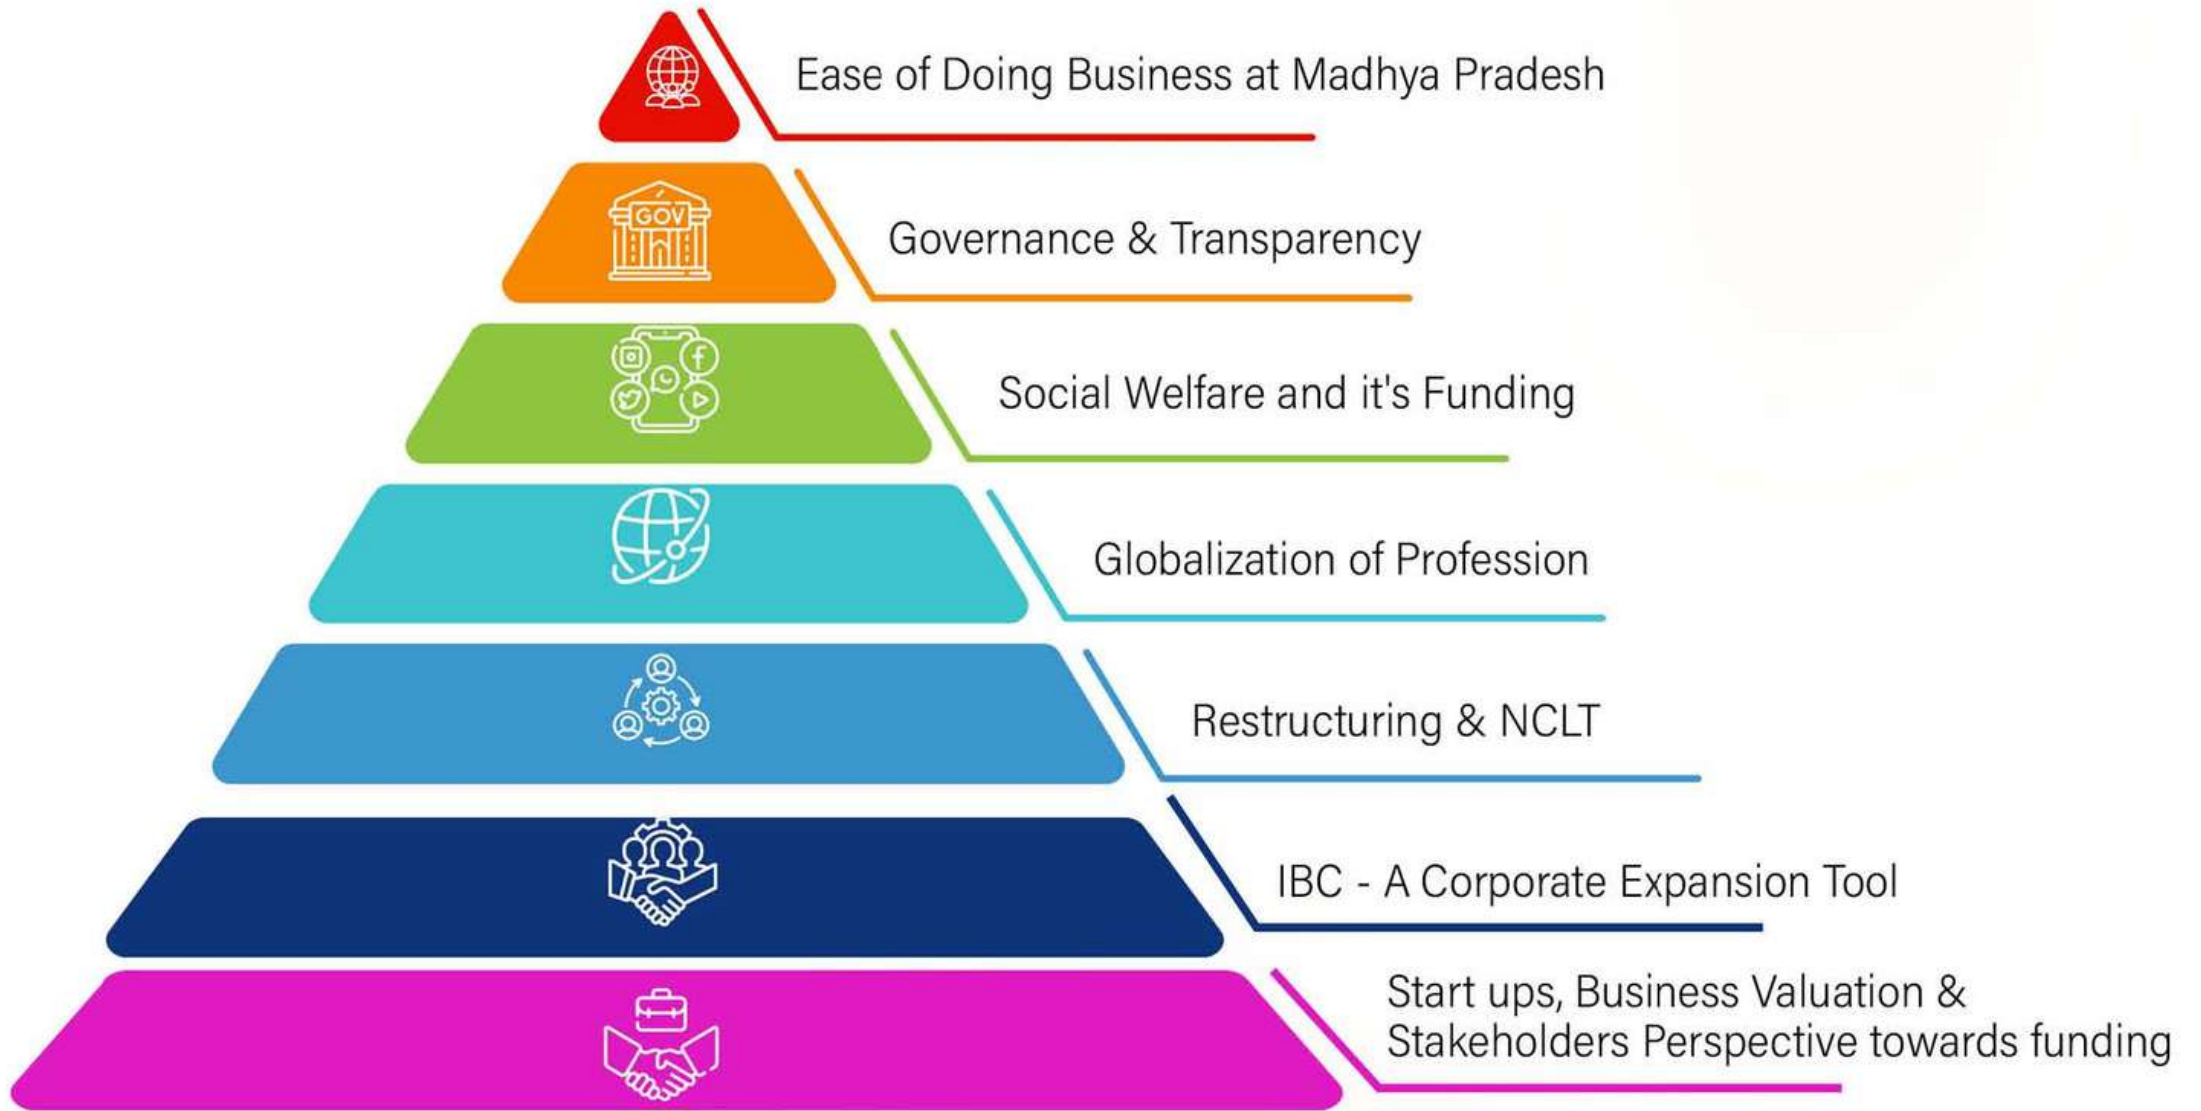 Ease of Doing Business at Madhya Pradesh
GOV
Governance & Transparency
Social Welfare and it's Funding
Globalization of Profession
Restructuring & NCLT
IBC - A Corporate Expansion Tool
Start ups, Business Valuation &
Stakeholders Perspective towards funding